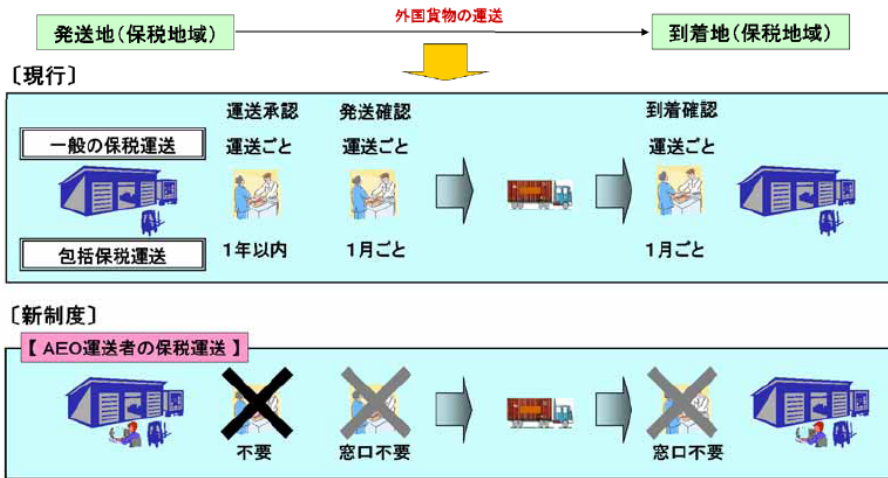 外国貨物の運送
発送地(保税地域)
到着地(保税地域)
〔現行〕
運送承認 発送確認 到着確認
一般の保税運送 運送ごと 運送ごと 運送ごと
包括保税運送 1年以内 1月ごと 1月ごと
〔新制度〕
【 AEO運送者の保税運送 】
不要 窓口不要 窓口不要